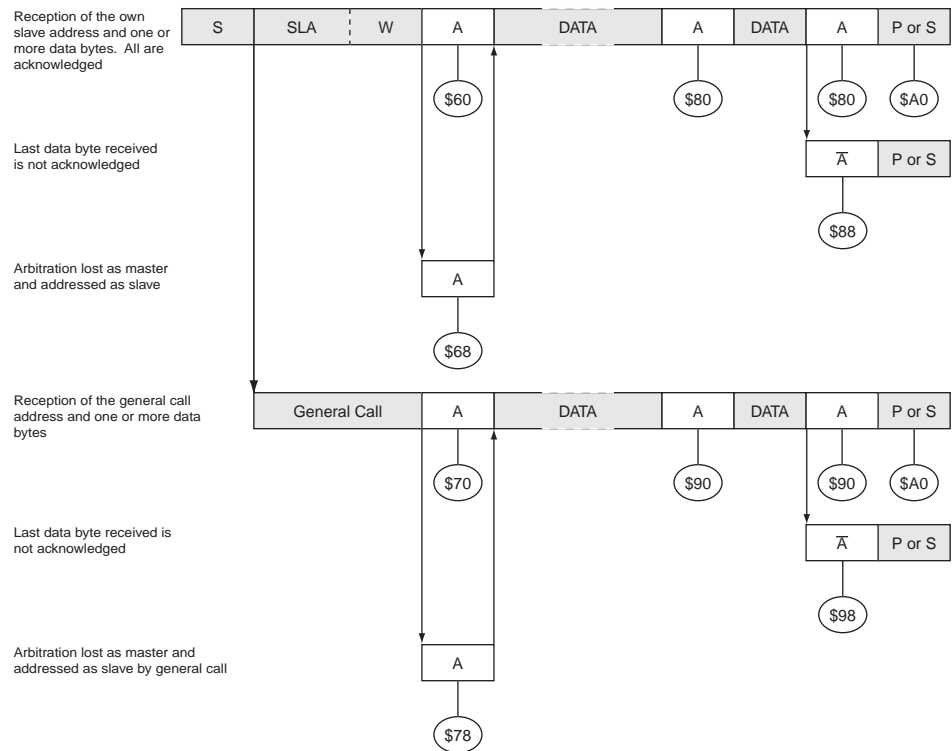 Reception of the own
slave address and one or
more data bytes. All are
acknowledged
S SLA W A DATA A DATA A P or S
$60 $80 $80 $A0
Last data byte received
is not acknowledged
A̅ P or S
$88
Arbitration lost as master
and addressed as slave
A
$68
Reception of the general call
address and one or more data
bytes
General Call A DATA A DATA A P or S
$70 $90 $90 $A0
Last data byte received is
not acknowledged
A̅ P or S
$98
Arbitration lost as master and
addressed as slave by general call
A
$78